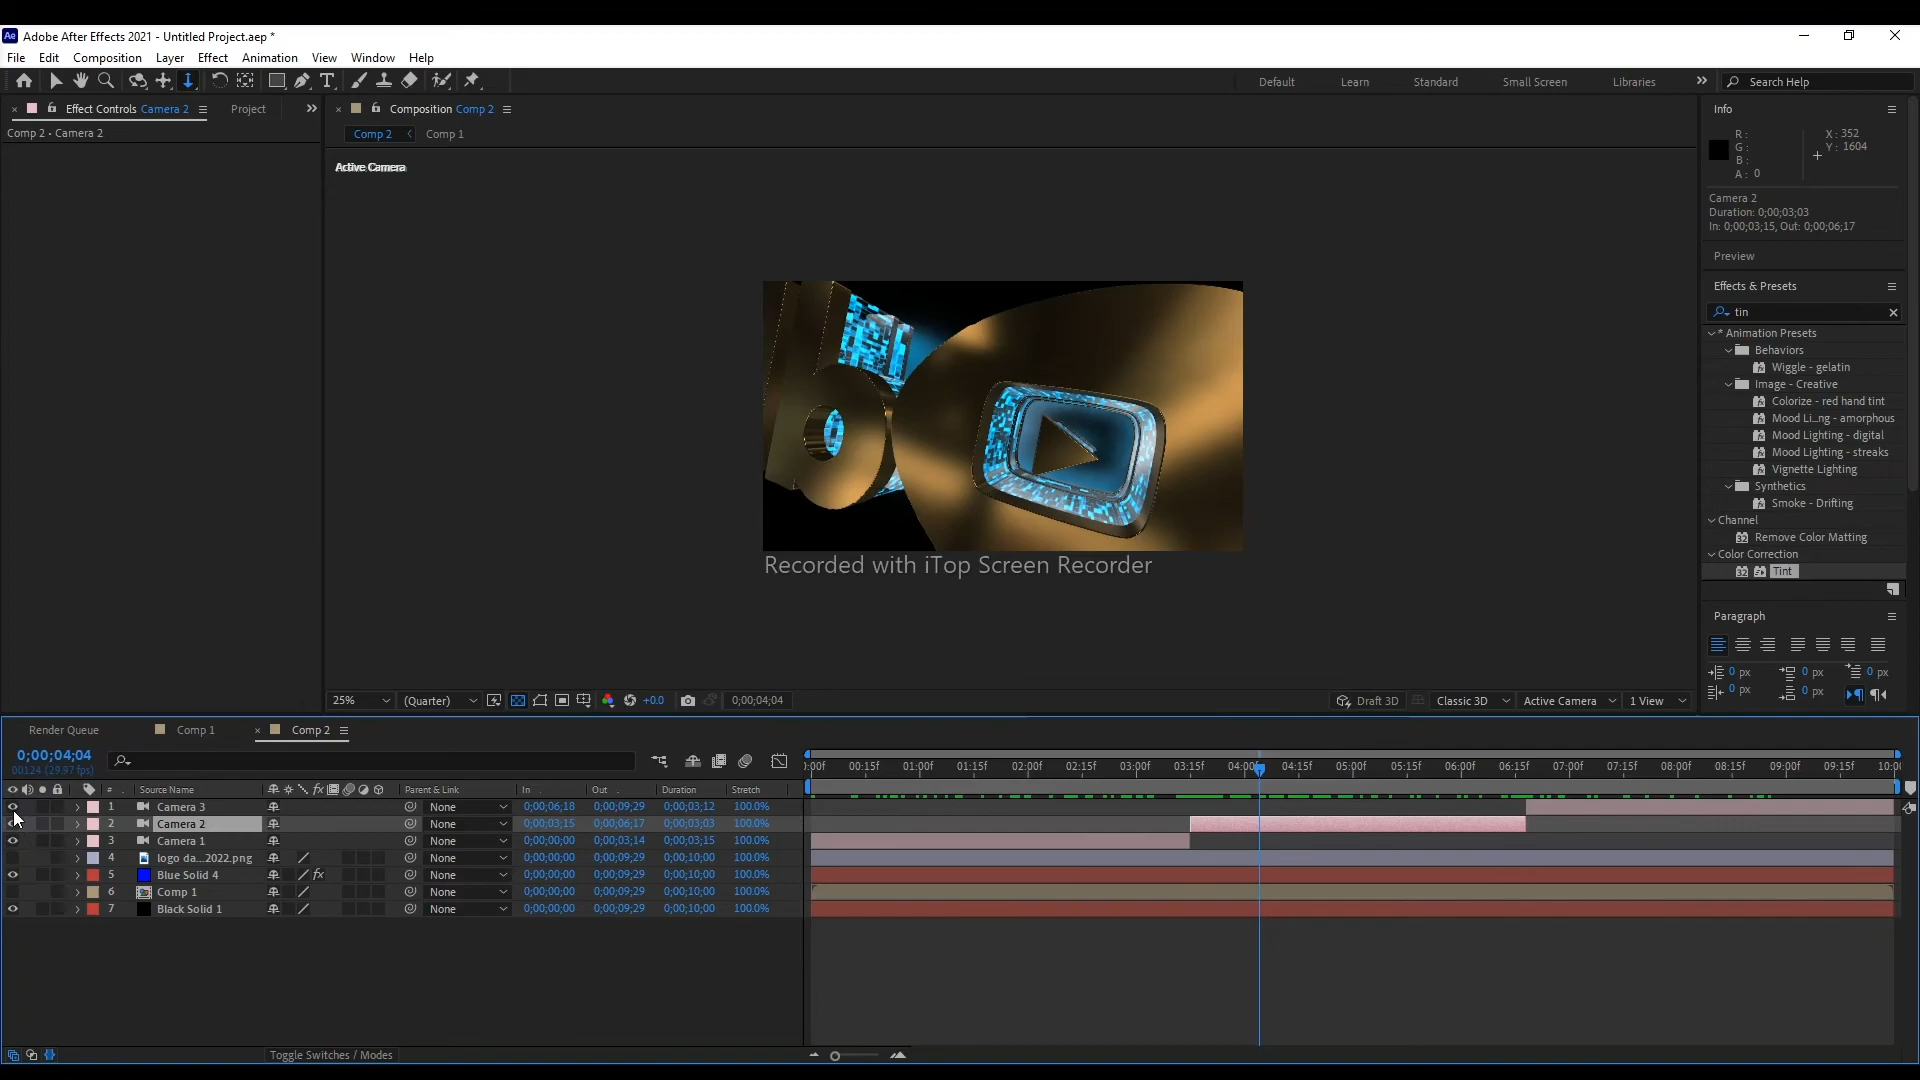 Ae Adobe After Effects 2021 - Untitled Project.aep *
File Edit Composition Layer Effect Animation View Window Help
Default Learn Standard Small Screen Libraries Search Help
Effect Controls Camera 2 Project
Comp 2 • Camera 2
Composition Comp 2
Comp 2 Comp 1
Active Camera
Recorded with iTop Screen Recorder
25% (Quarter) +0.0 0;00;04;04 Draft 3D Classic 3D Active Camera 1 View
Info
R : X : 352
G : Y : 1604
B :
A : 0
Camera 2
Duration: 0;00;03;03
In: 0;00;03;15, Out: 0;00;06;17
Preview
Effects & Presets
tin
* Animation Presets
Behaviors
Wiggle - gelatin
Image - Creative
Colorize - red hand tint
Mood Li...ng - amorphous
Mood Lighting - digital
Mood Lighting - streaks
Vignette Lighting
Synthetics
Smoke - Drifting
Channel
32 Remove Color Matting
Color Correction
32 Tint
Paragraph
0 px 0 px 0 px
0 px 0 px
Render Queue Comp 1 Comp 2
0;00;04;04
00124 (29.97 fps)
:00f 00:15f 01:00f 01:15f 02:00f 02:15f 03:00f 03:15f 04:00f 04:15f 05:00f 05:15f 06:00f 06:15f 07:00f 07:15f 08:00f 08:15f 09:00f 09:15f 10:0
# Source Name fx Parent & Link In Out Duration Stretch
1 Camera 3 None 0;00;06;18 0;00;09;29 0;00;03;12 100.0%
2 Camera 2 None 0;00;03;15 0;00;06;17 0;00;03;03 100.0%
3 Camera 1 None 0;00;00;00 0;00;03;14 0;00;03;15 100.0%
4 logo da...2022.png None 0;00;00;00 0;00;09;29 0;00;10;00 100.0%
5 Blue Solid 4 fx None 0;00;00;00 0;00;09;29 0;00;10;00 100.0%
6 Comp 1 None 0;00;00;00 0;00;09;29 0;00;10;00 100.0%
7 Black Solid 1 None 0;00;00;00 0;00;09;29 0;00;10;00 100.0%
Toggle Switches / Modes